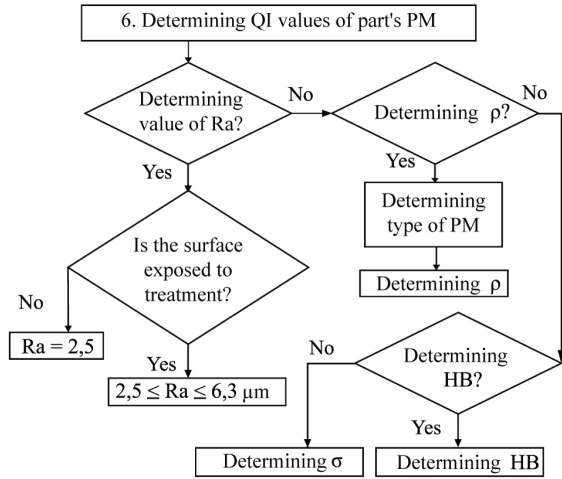 6. Determining QI values of part's PM
Determining
value of Ra?
No
Determining ρ?
No
Yes
Yes
Determining
type of PM
Is the surface
exposed to
treatment?
Determining ρ
No
Ra = 2,5
Yes
2,5 ≤ Ra ≤ 6,3 μm
No
Determining
HB?
Yes
Determining σ
Determining HB